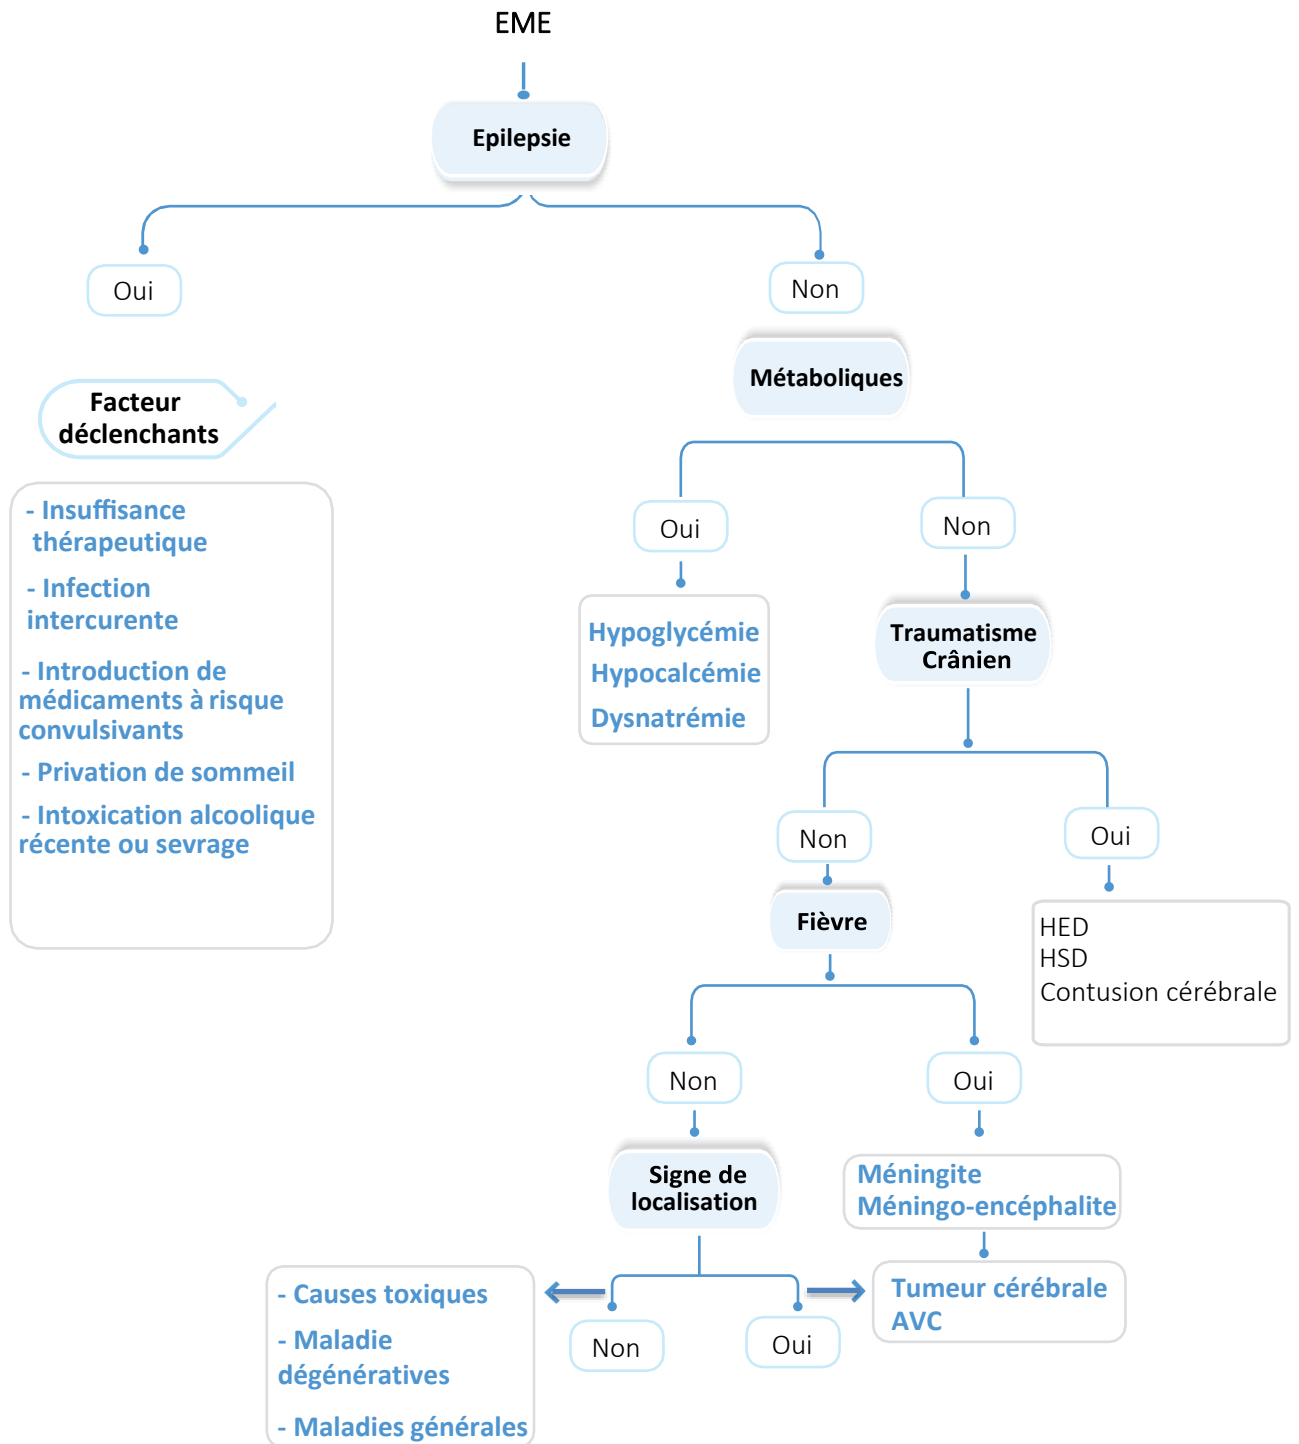 EME
Epilepsie
Oui
Non
Métaboliques
Facteur
déclenchants
- Insuffisance
thérapeutique
- Infection
intercurente
- Introduction de
médicaments à risque
convulsivants
- Privation de sommeil
- Intoxication alcoolique
récente ou sevrage
Oui
Non
Hypoglycémie
Hypocalcémie
Dysnatrémie
Traumatisme
Crânien
Non
Oui
Fièvre
HED
HSD
Contusion cérébrale
Non
Oui
Signe de
localisation
Méningite
Méningo-encéphalite
- Causes toxiques
- Maladie
dégénératives
- Maladies générales
Non
Oui
Tumeur cérébrale
AVC